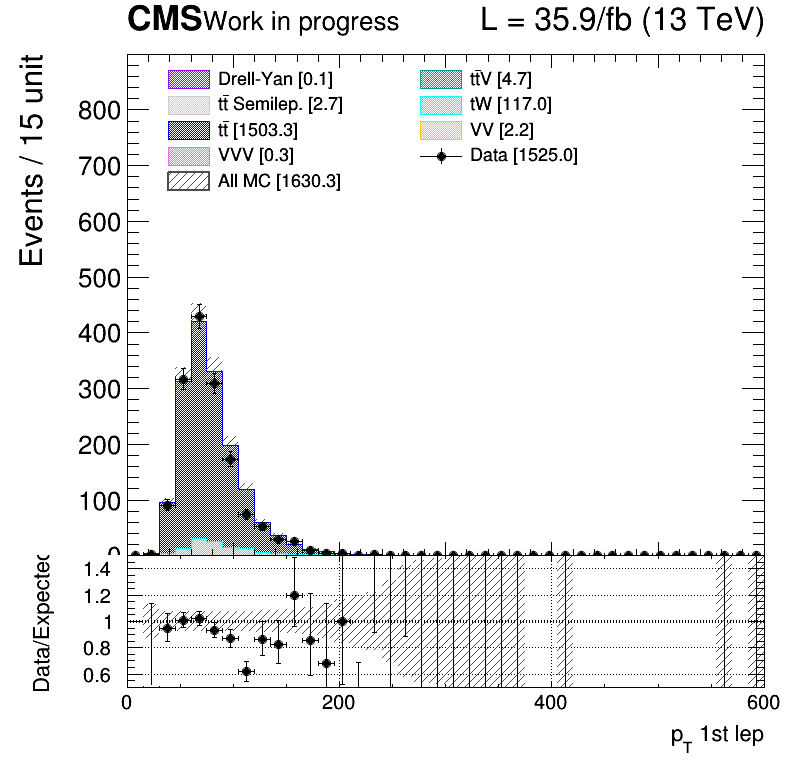 CMS Work in progress L = 35.9/fb (13 TeV)
Events / 15 unit
Drell-Yan [0.1]
tt̄ Semilep. [2.7]
tt̄ [1503.3]
VVV [0.3]
All MC [1630.3]
tt̄V [4.7]
tW [117.0]
VV [2.2]
Data [1525.0]
800
700
600
500
400
300
200
100
0
Data/Expected
1.4
1.2
1
0.8
0.6
0 200 400 600
p_T 1st lep